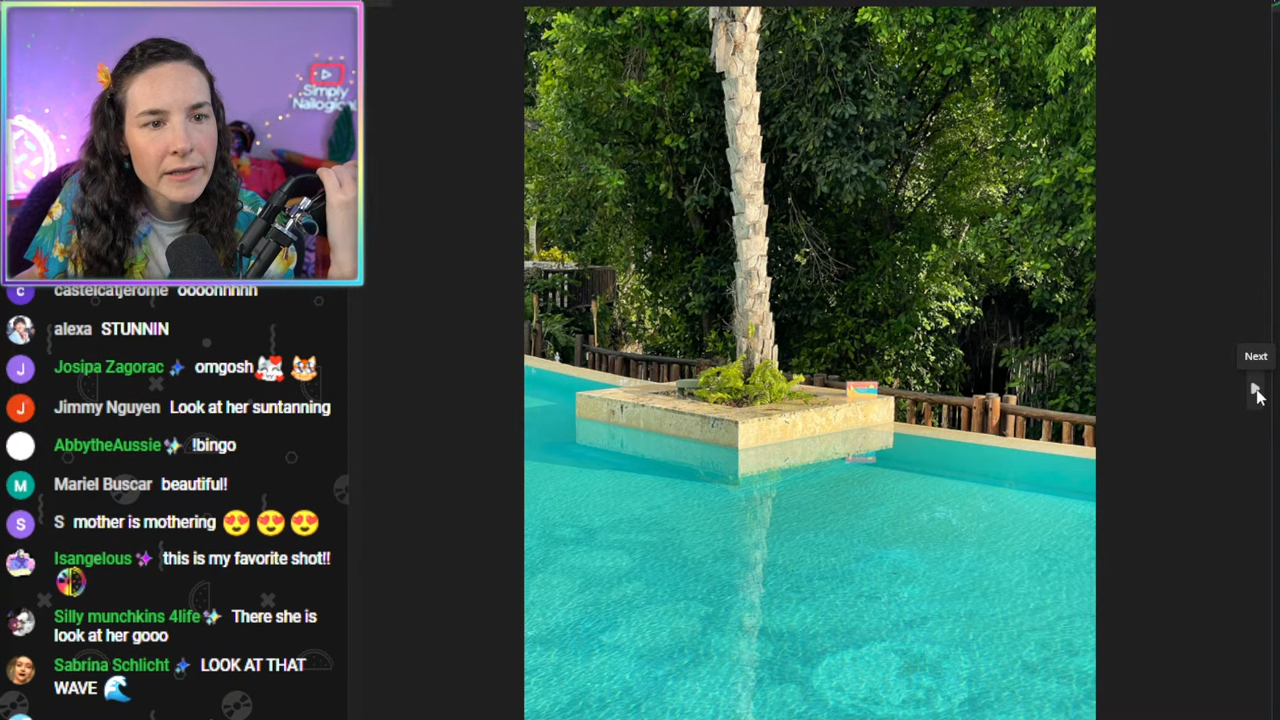 Simply
Nailogical
castelcatjerome oooohhhhh
alexa STUNNIN
Josipa Zagorac omgosh
Jimmy Nguyen Look at her suntanning
AbbytheAussie !bingo
Mariel Buscar beautiful!
S mother is mothering
Isangelous this is my favorite shot!!
Silly munchkins 4life There she is
look at her gooo
Sabrina Schlicht LOOK AT THAT
WAVE
Next